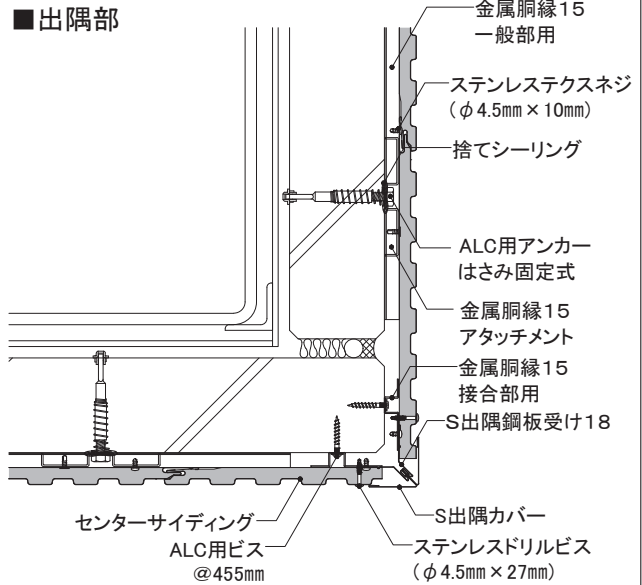 ■出隅部
金属胴縁15
一般部用
ステンレステクスネジ
(φ4.5mm×10mm)
捨てシーリング
ALC用アンカー
はさみ固定式
金属胴縁15
アタッチメント
金属胴縁15
接合部用
S出隅鋼板受け18
センターサイディング
S出隅カバー
ALC用ビス
@455mm
ステンレスドリルビス
(φ4.5mm×27mm)